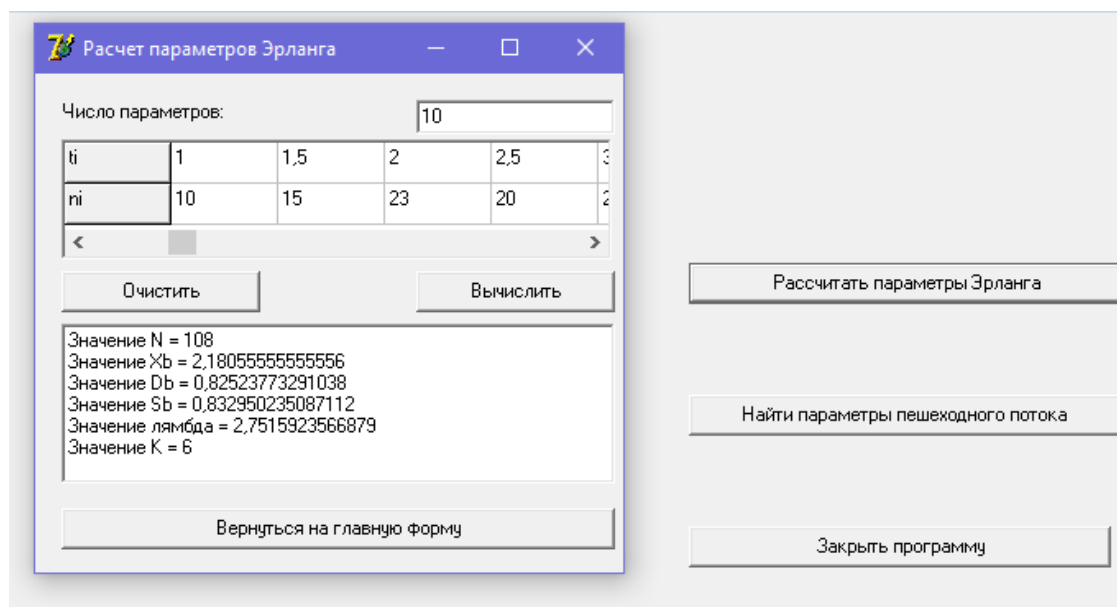 Расчет параметров Эрланга
Число параметров: 10
ti 1 1,5 2 2,5 3
ni 10 15 23 20 2
Очистить Вычислить
Значение N = 108
Значение Xb = 2,18055555555556
Значение Db = 0,82523773291038
Значение Sb = 0,832950235087112
Значение лямбда = 2,7515923566879
Значение K = 6
Вернуться на главную форму
Рассчитать параметры Эрланга
Найти параметры пешеходного потока
Закрыть программу